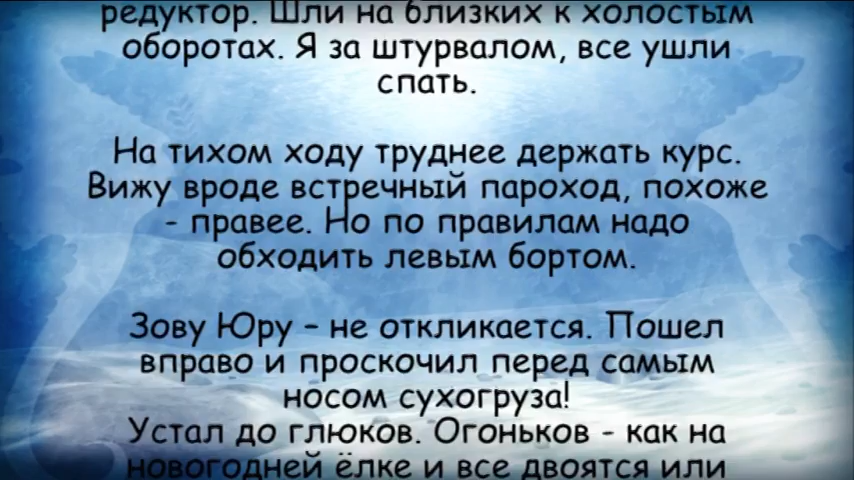 редуктор. Шли на близких к холостым
оборотах. Я за штурвалом, все ушли
спать.
На тихом ходу труднее держать курс.
Вижу вроде встречный пароход, похоже
- правее. Но по правилам надо
обходить левым бортом.
Зову Юру – не откликается. Пошел
вправо и проскочил перед самым
носом сухогруза!
Устал до глюков. Огоньков - как на
новогодней ёлке и все двоятся или